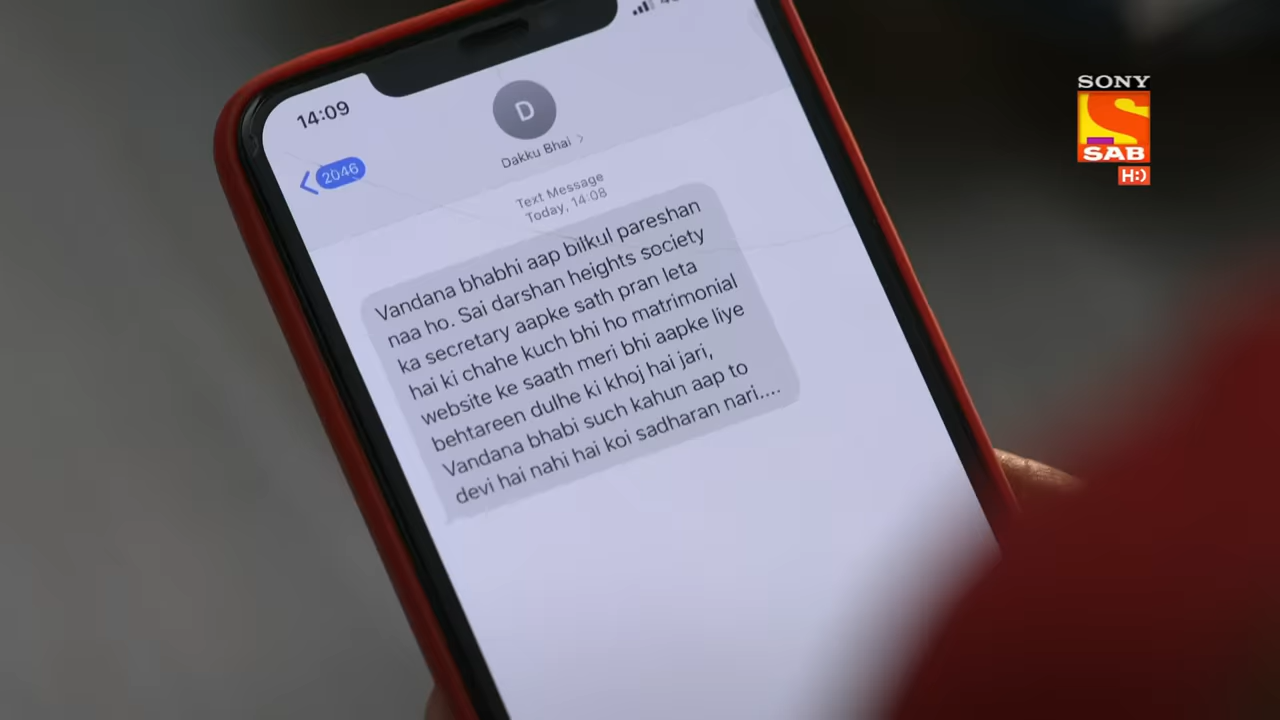 SONY
SAB
H:)
14:09
D
2046
Dakku Bhai
Text Message
Today, 14:08
Vandana bhabhi aap bilkul pareshan
naa ho. Sai darshan heights society
ka secretary aapke sath pran leta
hai ki chahe kuch bhi ho matrimonial
website ke saath meri bhi aapke liye
behtareen dulhe ki khoj hai jari,
Vandana bhabi such kahun aap to
devi hai nahi hai koi sadharan nari....